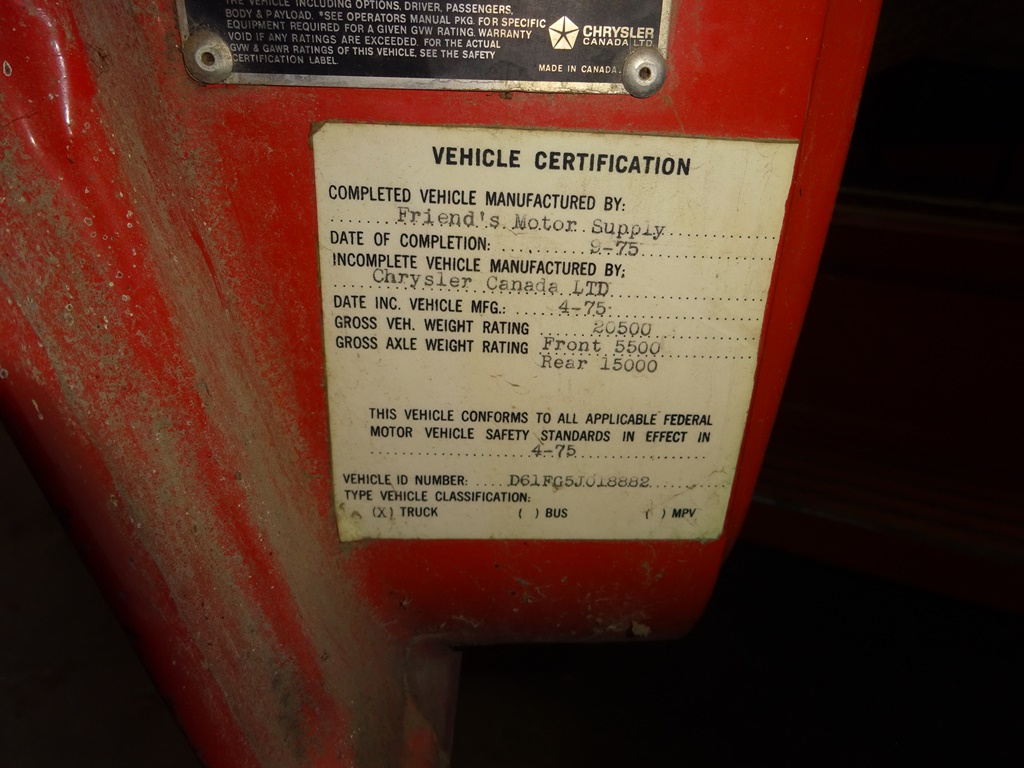 THE VEHICLE INCLUDING OPTIONS, DRIVER, PASSENGERS,
BODY & PAYLOAD. *SEE OPERATORS MANUAL PKG. FOR SPECIFIC
EQUIPMENT REQUIRED FOR A GIVEN GVW RATING. WARRANTY
VOID IF ANY RATINGS ARE EXCEEDED. FOR THE ACTUAL
GVW & GAWR RATINGS OF THIS VEHICLE, SEE THE SAFETY
CERTIFICATION LABEL
CHRYSLER
CANADA LTD.
MADE IN CANADA.
VEHICLE CERTIFICATION
COMPLETED VEHICLE MANUFACTURED BY:
Friend's Motor Supply
DATE OF COMPLETION: 9-75
INCOMPLETE VEHICLE MANUFACTURED BY;
Chrysler Canada LTD
DATE INC. VEHICLE MFG.: 4-75
GROSS VEH. WEIGHT RATING 20500
GROSS AXLE WEIGHT RATING Front 5500
Rear 15000
THIS VEHICLE CONFORMS TO ALL APPLICABLE FEDERAL
MOTOR VEHICLE SAFETY STANDARDS IN EFFECT IN
4-75
VEHICLE ID NUMBER: D61FG5J018882
TYPE VEHICLE CLASSIFICATION:
(X) TRUCK ( ) BUS ( ) MPV